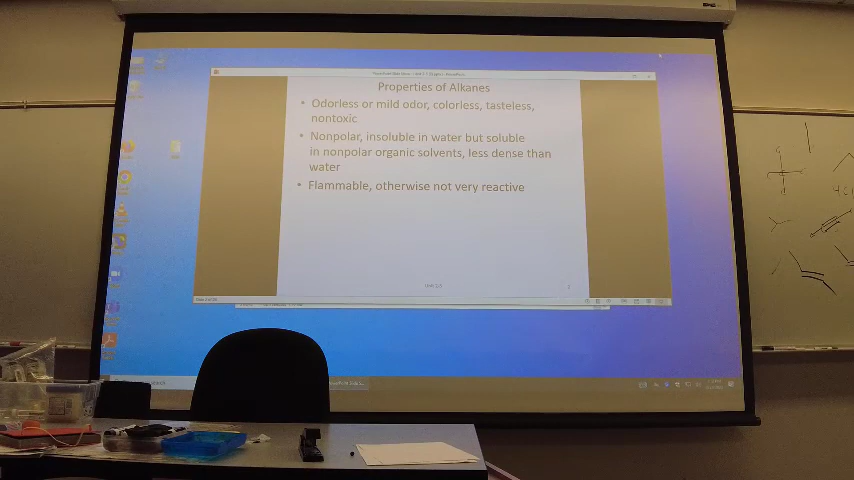 Properties of Alkanes
• Odorless or mild odor, colorless, tasteless,
nontoxic
• Nonpolar, insoluble in water but soluble
in nonpolar organic solvents, less dense than
water
• Flammable, otherwise not very reactive